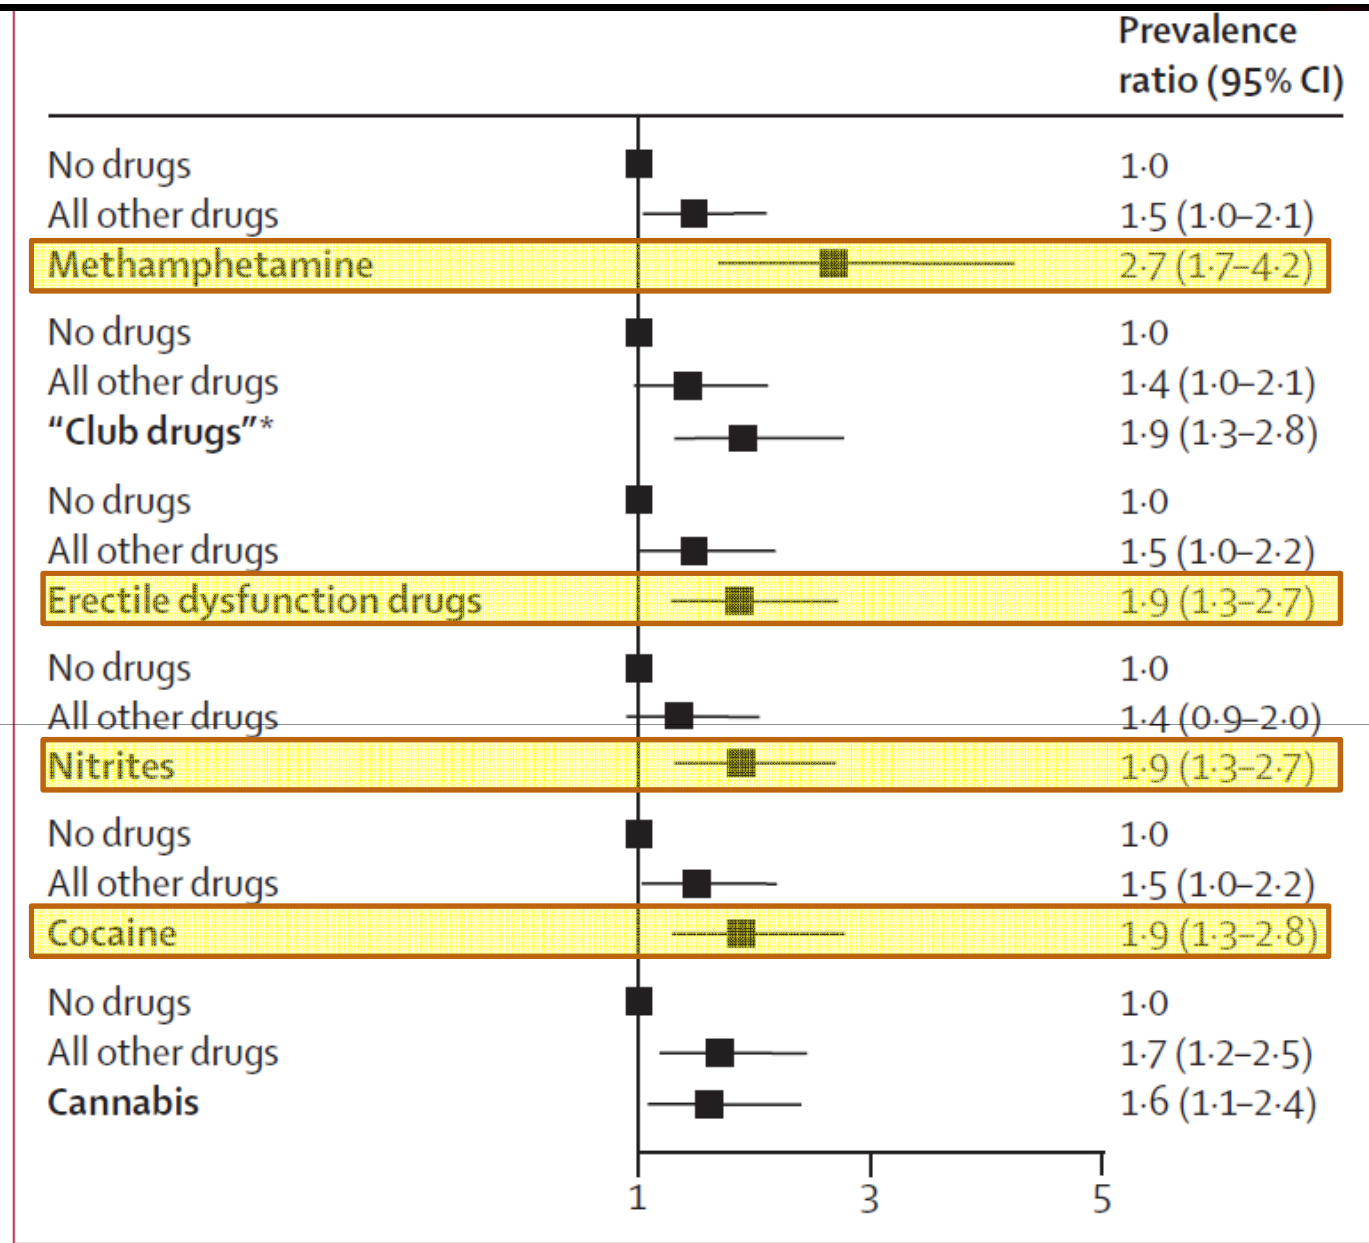 Prevalence
ratio (95% CI)
No drugs 1·0
All other drugs 1·5 (1·0–2·1)
Methamphetamine 2·7 (1·7–4·2)
No drugs 1·0
All other drugs 1·4 (1·0–2·1)
“Club drugs”* 1·9 (1·3–2·8)
No drugs 1·0
All other drugs 1·5 (1·0–2·2)
Erectile dysfunction drugs 1·9 (1·3–2·7)
No drugs 1·0
All other drugs 1·4 (0·9–2·0)
Nitrites 1·9 (1·3–2·7)
No drugs 1·0
All other drugs 1·5 (1·0–2·2)
Cocaine 1·9 (1·3–2·8)
No drugs 1·0
All other drugs 1·7 (1·2–2·5)
Cannabis 1·6 (1·1–2·4)
1 3 5